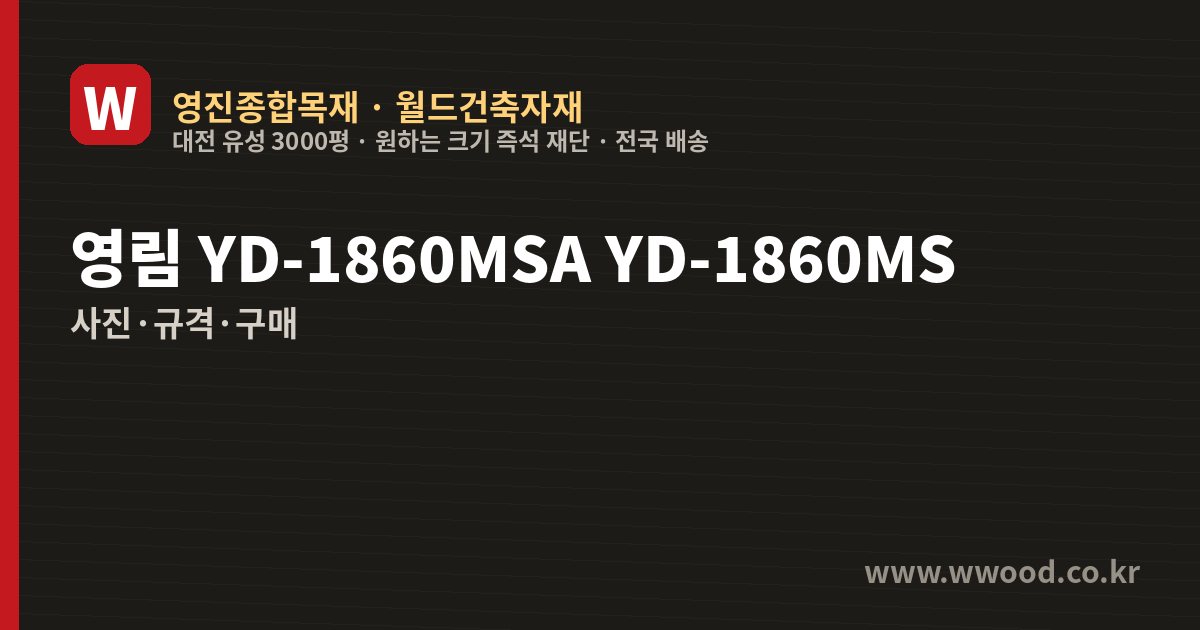 W
영진종합목재 · 월드건축자재
대전 유성 3000평 · 원하는 크기 즉석 재단 · 전국 배송
영림 YD-1860MSA YD-1860MS
사진·규격·구매
www.wwood.co.kr